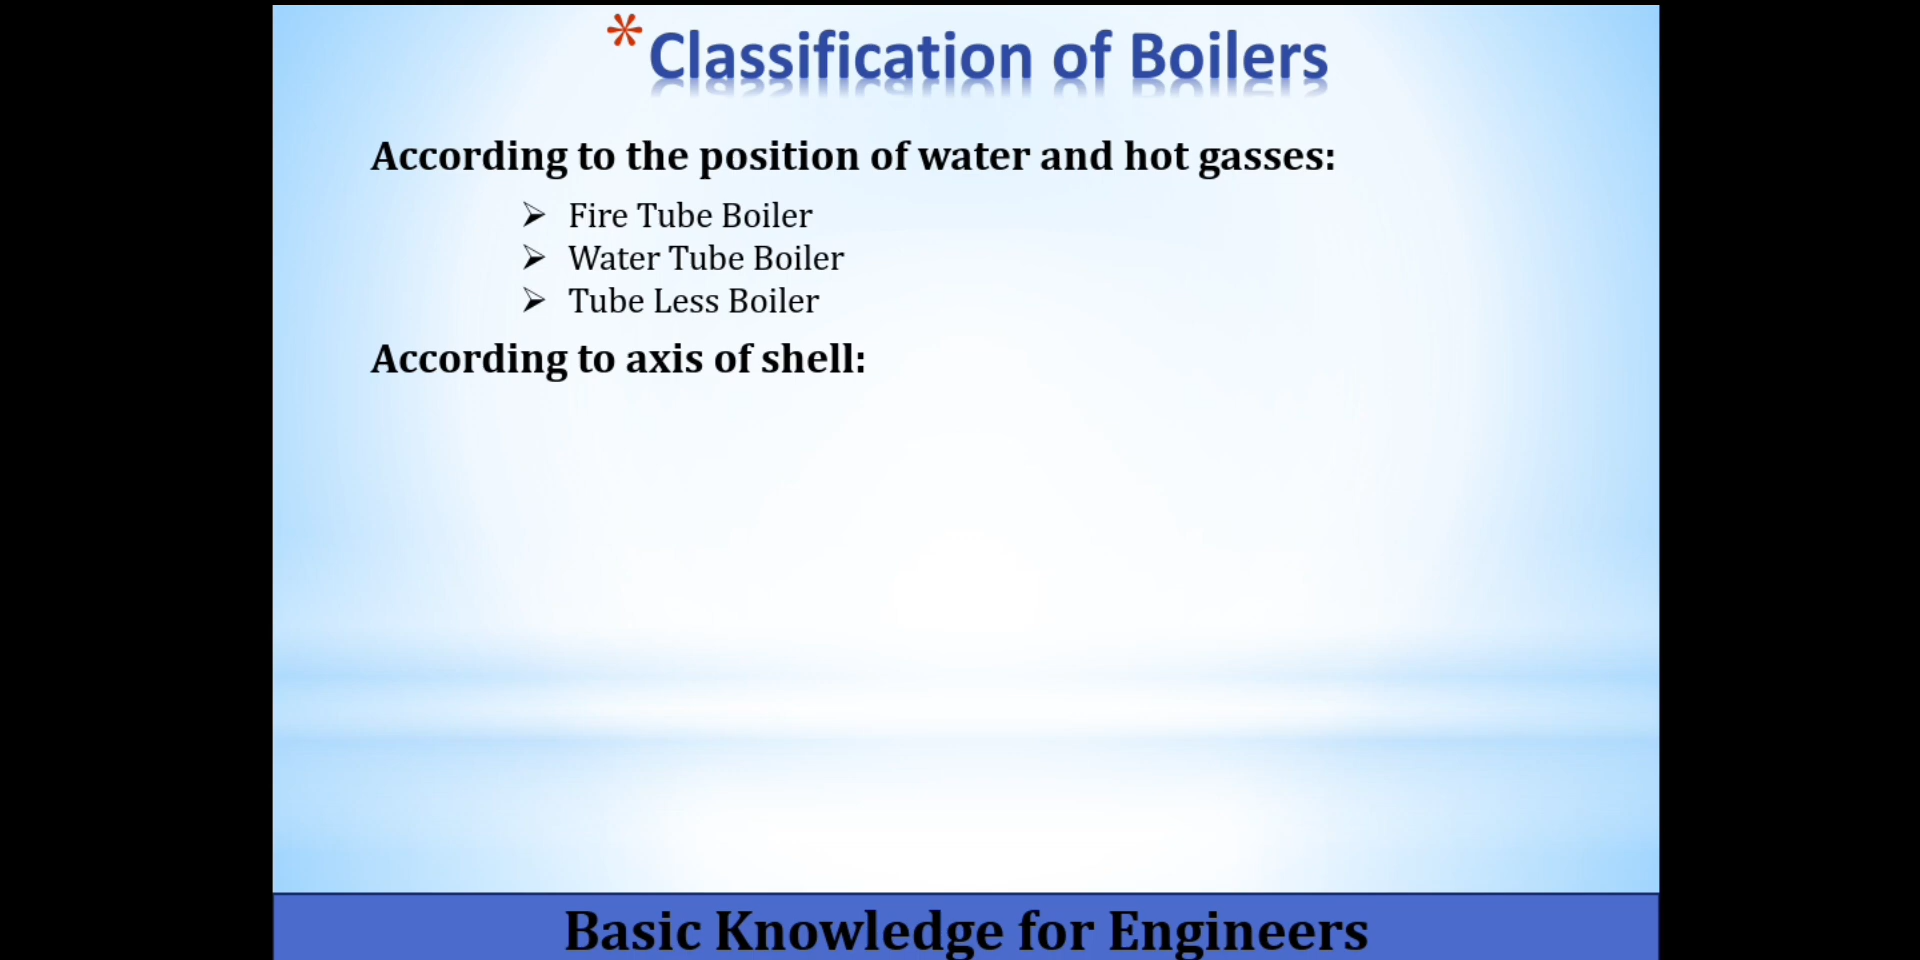 *Classification of Boilers
According to the position of water and hot gasses:
➢ Fire Tube Boiler
➢ Water Tube Boiler
➢ Tube Less Boiler
According to axis of shell:
Basic Knowledge for Engineers